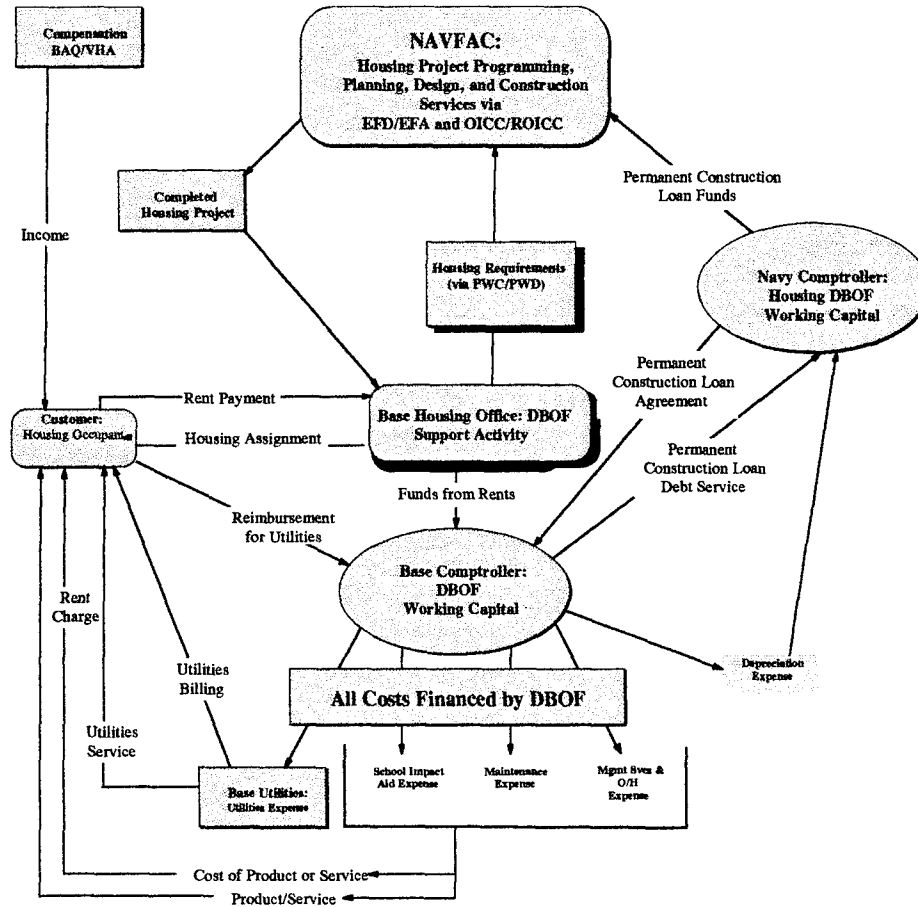 Compensation
BAQ/VHA
NAVFAC:
Housing Project Programming,
Planning, Design, and Construction
Services via
EFD/EFA and OICC/ROICC
Permanent Construction
Loan Funds
Completed
Housing Project
Income
Housing Requirements
(via PWC/PWD)
Navy Comptroller:
Housing DBOF
Working Capital
Permanent
Construction Loan
Agreement
Rent Payment
Customer:
Housing Occupant
Housing Assignment
Base Housing Office: DBOF
Support Activity
Permanent
Construction Loan
Debt Service
Funds from Rents
Reimbursement
for Utilities
Base Comptroller:
DBOF
Working Capital
Rent
Charge
Utilities
Billing
Depreciation
Expense
All Costs Financed by DBOF
Utilities
Service
School Impact
Aid Expense
Maintenance
Expense
Mgmt Svcs &
O/H
Expense
Base Utilities:
Utilities Expense
Cost of Product or Service
Product/Service